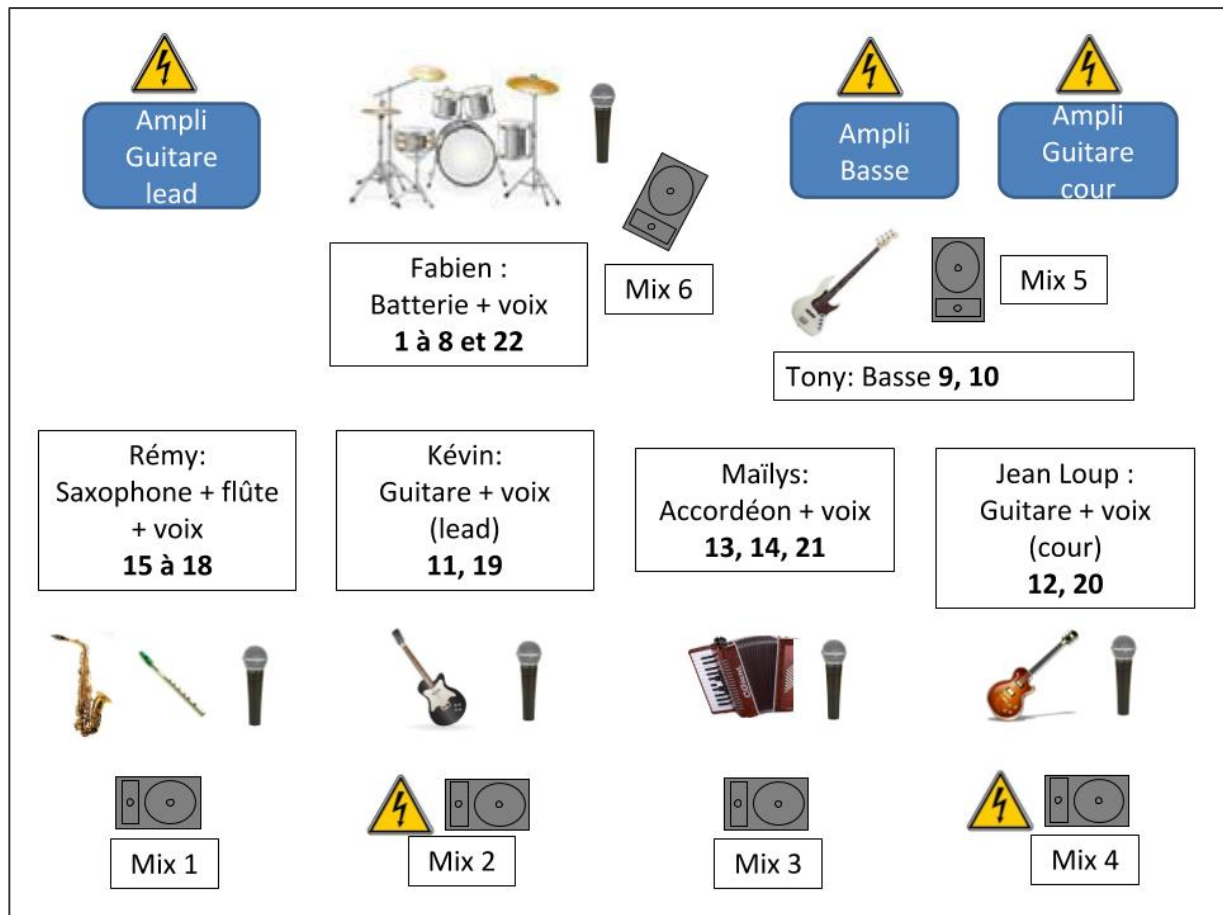 Ampli
Guitare
lead
Ampli
Basse
Ampli
Guitare
cour
Fabien :
Batterie + voix
1 à 8 et 22
Mix 6
Mix 5
Tony: Basse 9, 10
Rémy:
Saxophone + flûte
+ voix
15 à 18
Kévin:
Guitare + voix
(lead)
11, 19
Maïlys:
Accordéon + voix
13, 14, 21
Jean Loup :
Guitare + voix
(cour)
12, 20
Mix 1
Mix 2
Mix 3
Mix 4